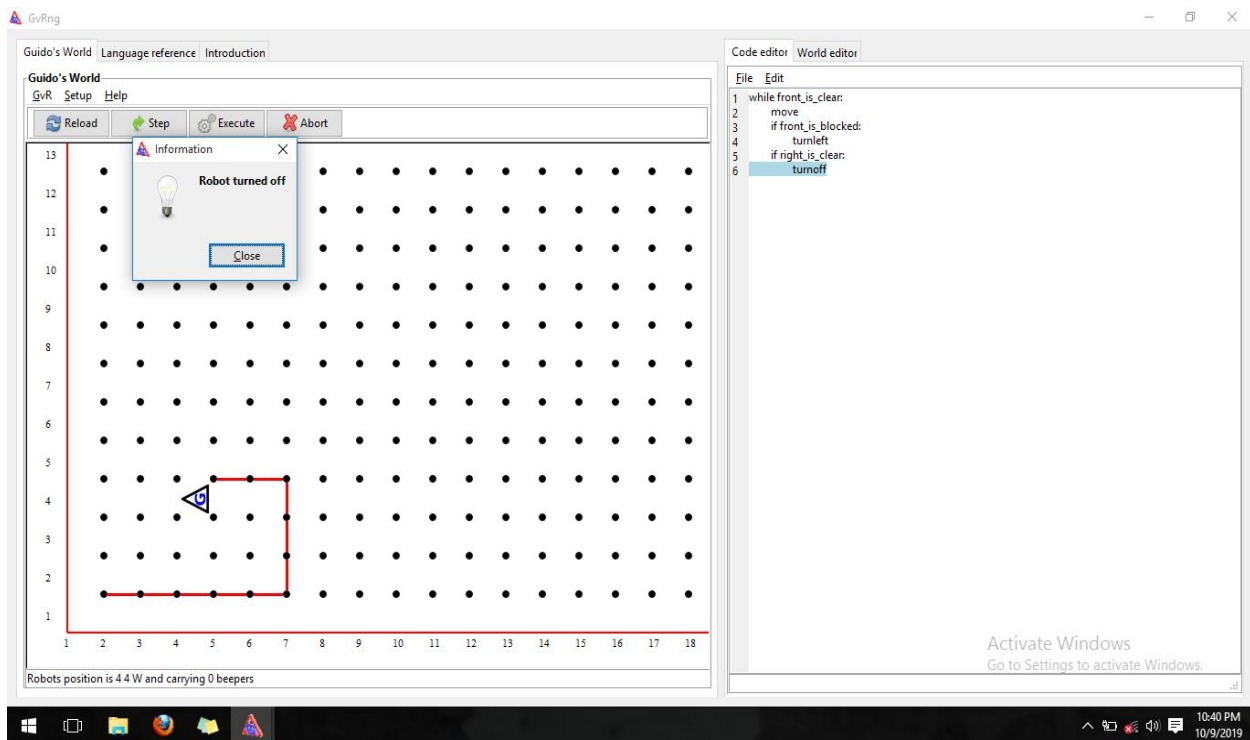 GvRng
Guido's World Language reference Introduction
Guido's World
GvR Setup Help
Reload Step Execute Abort
Information
Robot turned off
Close
13
12
11
10
9
8
7
6
5
4
3
2
1
G
1 2 3 4 5 6 7 8 9 10 11 12 13 14 15 16 17 18
Robots position is 4 4 W and carrying 0 beepers
Code editor World editor
File Edit
1 while front_is_clear:
2 move
3 if front_is_blocked:
4 turnleft
5 if right_is_clear:
6 turnoff
Activate Windows
Go to Settings to activate Windows.
10:40 PM
10/9/2019